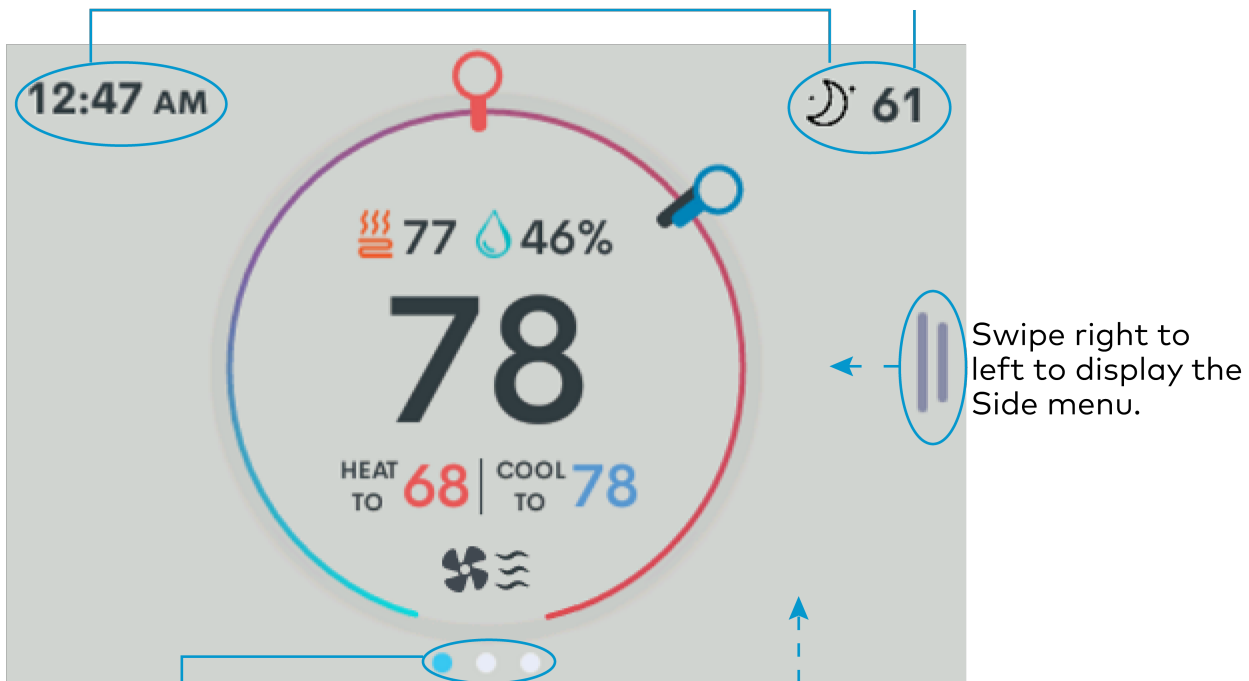 12:47 AM
61
77 46%
78
HEAT TO 68 COOL TO 78
Swipe right to
left to display the
Side menu.